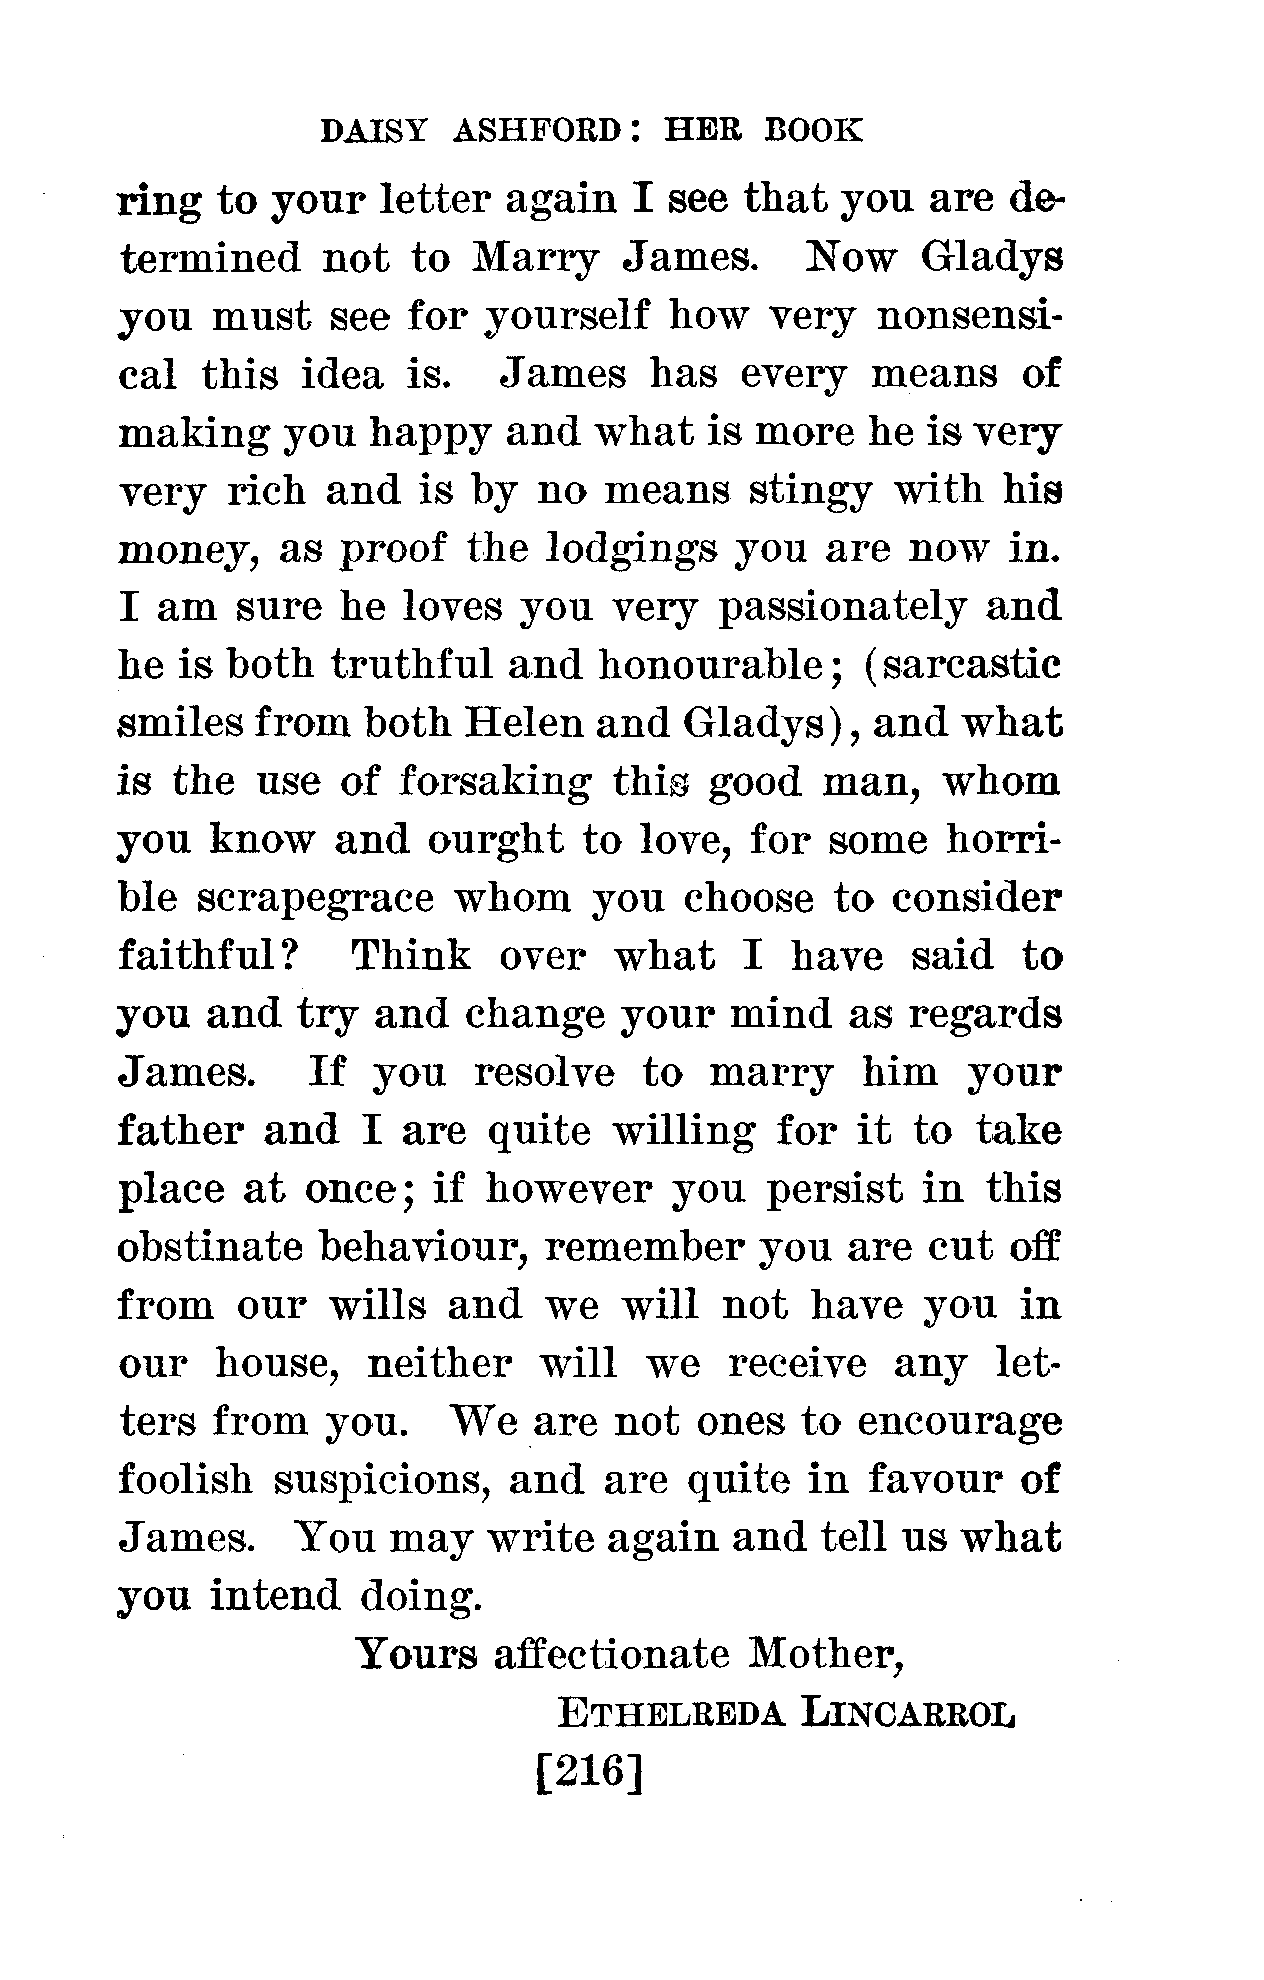 DAISY ASHFORD: HER BOOK
ring to your letter again I see that you are de-
termined not to Marry James. Now Gladys
you must see for yourself how very nonsensi-
cal this idea is. James has every means of
making you happy and what is more he is very
very rich and is by no means stingy with his
money, as proof the lodgings you are now in.
I am sure he loves you very passionately and
he is both truthful and honourable; (sarcastic
smiles from both Helen and Gladys), and what
is the use of forsaking this good man, whom
you know and ourght to love, for some horri-
ble scrapegrace whom you choose to consider
faithful? Think over what I have said to
you and try and change your mind as regards
James. If you resolve to marry him your
father and I are quite willing for it to take
place at once; if however you persist in this
obstinate behaviour, remember you are cut off
from our wills and we will not have you in
our house, neither will we receive any let-
ters from you. We are not ones to encourage
foolish suspicions, and are quite in favour of
James. You may write again and tell us what
you intend doing.
Yours affectionate Mother,
ETHELREDA LINCARROL
[216]